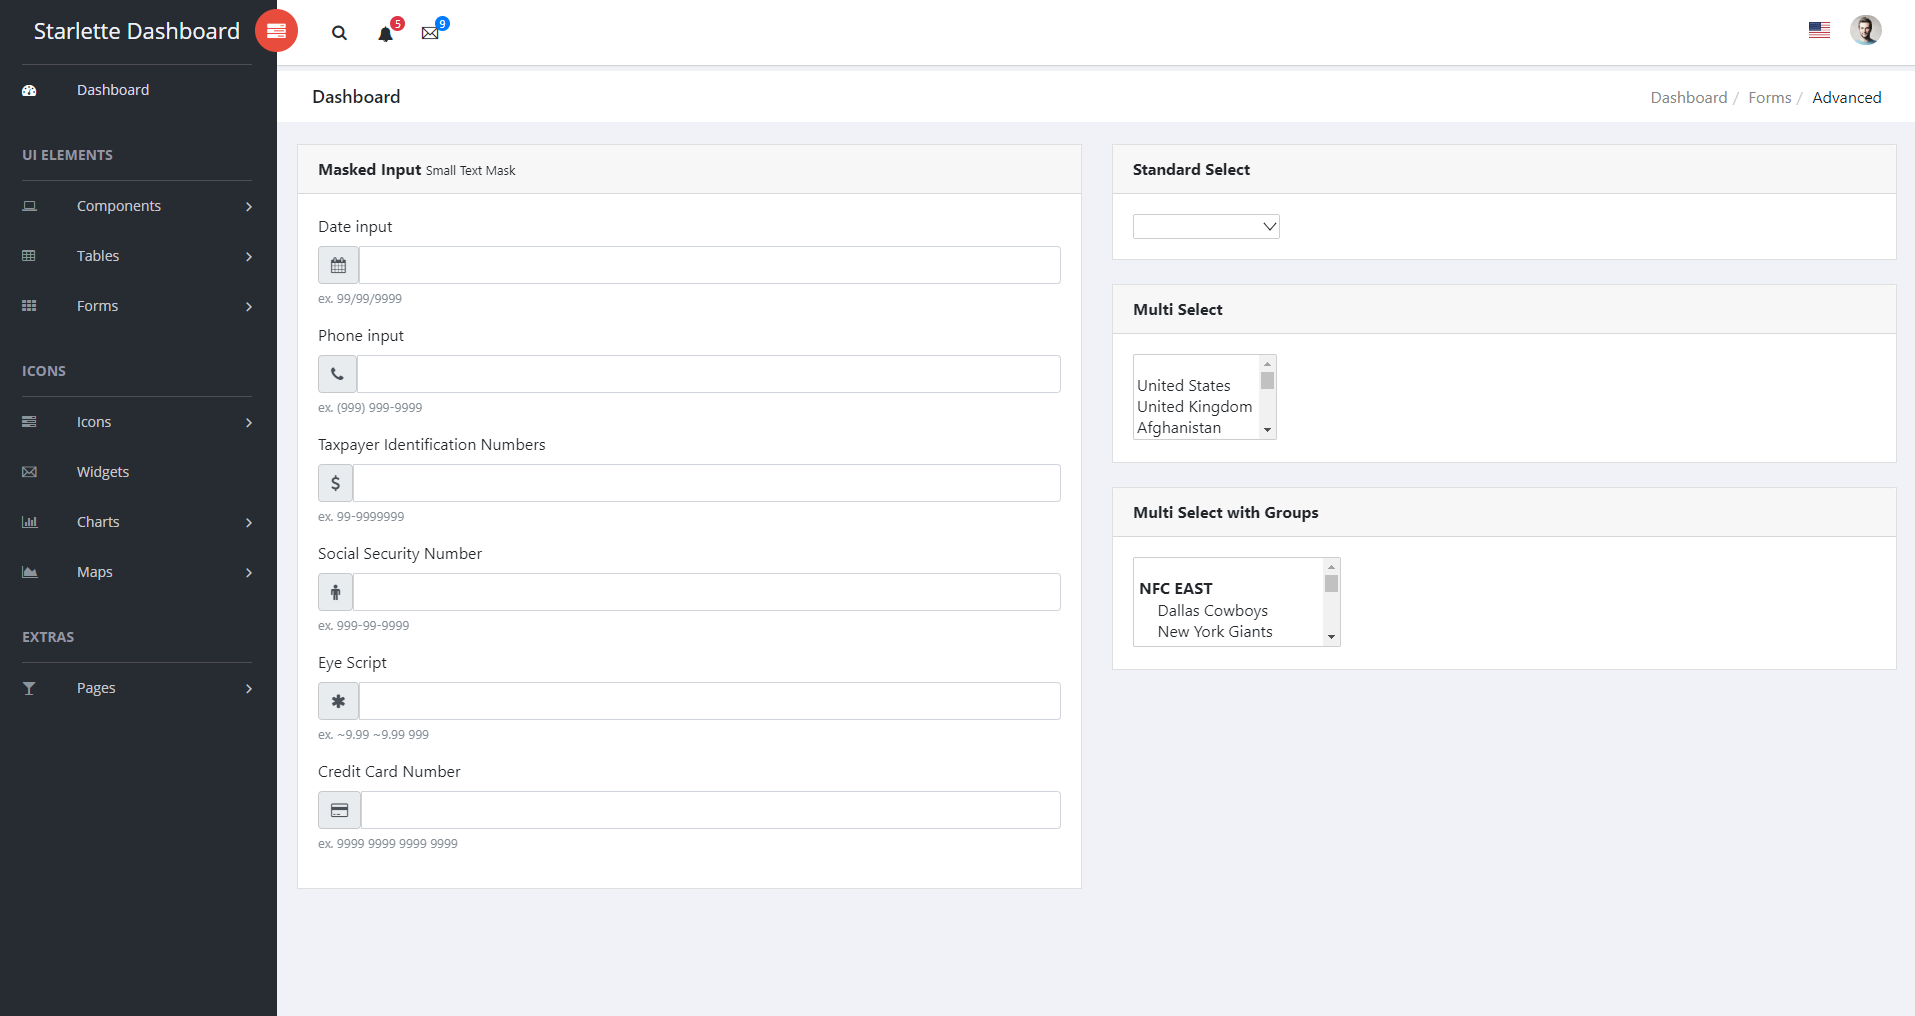 Starlette Dashboard
5
9
Dashboard
UI ELEMENTS
Components
Tables
Forms
ICONS
Icons
Widgets
Charts
Maps
EXTRAS
Pages
Dashboard
Dashboard / Forms / Advanced
Masked Input Small Text Mask
Date input
ex. 99/99/9999
Phone input
ex. (999) 999-9999
Taxpayer Identification Numbers
$
ex. 99-9999999
Social Security Number
ex. 999-99-9999
Eye Script
ex. ~9.99 ~9.99 999
Credit Card Number
ex. 9999 9999 9999 9999
Standard Select
Multi Select
United States
United Kingdom
Afghanistan
Multi Select with Groups
NFC EAST
Dallas Cowboys
New York Giants